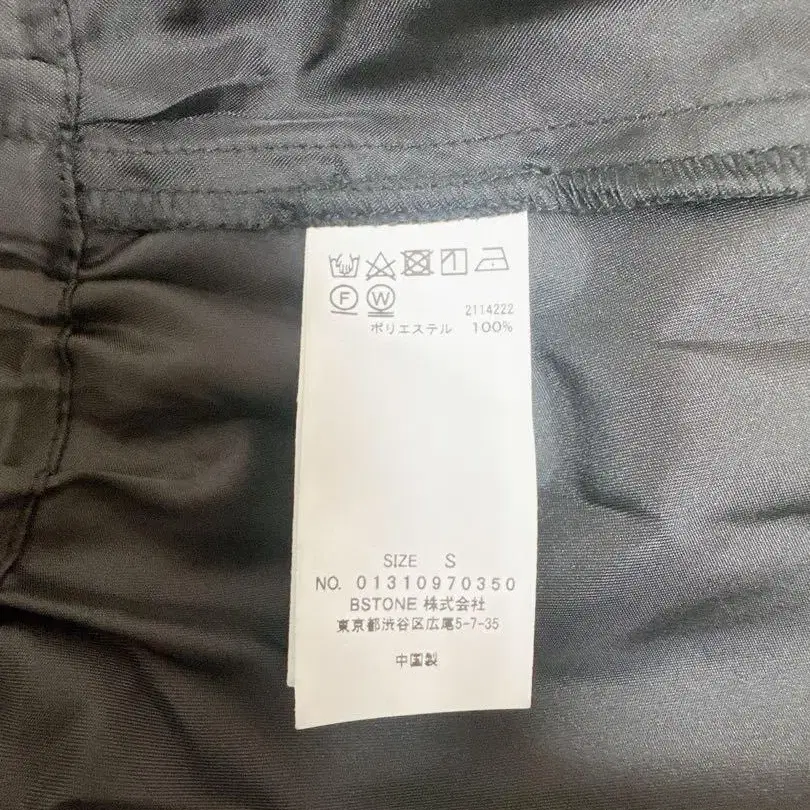 F W 2114222
ポリエステル 100%
SIZE S
NO. 01310970350
BSTONE 株式会社
東京都渋谷区広尾5-7-35
中国製